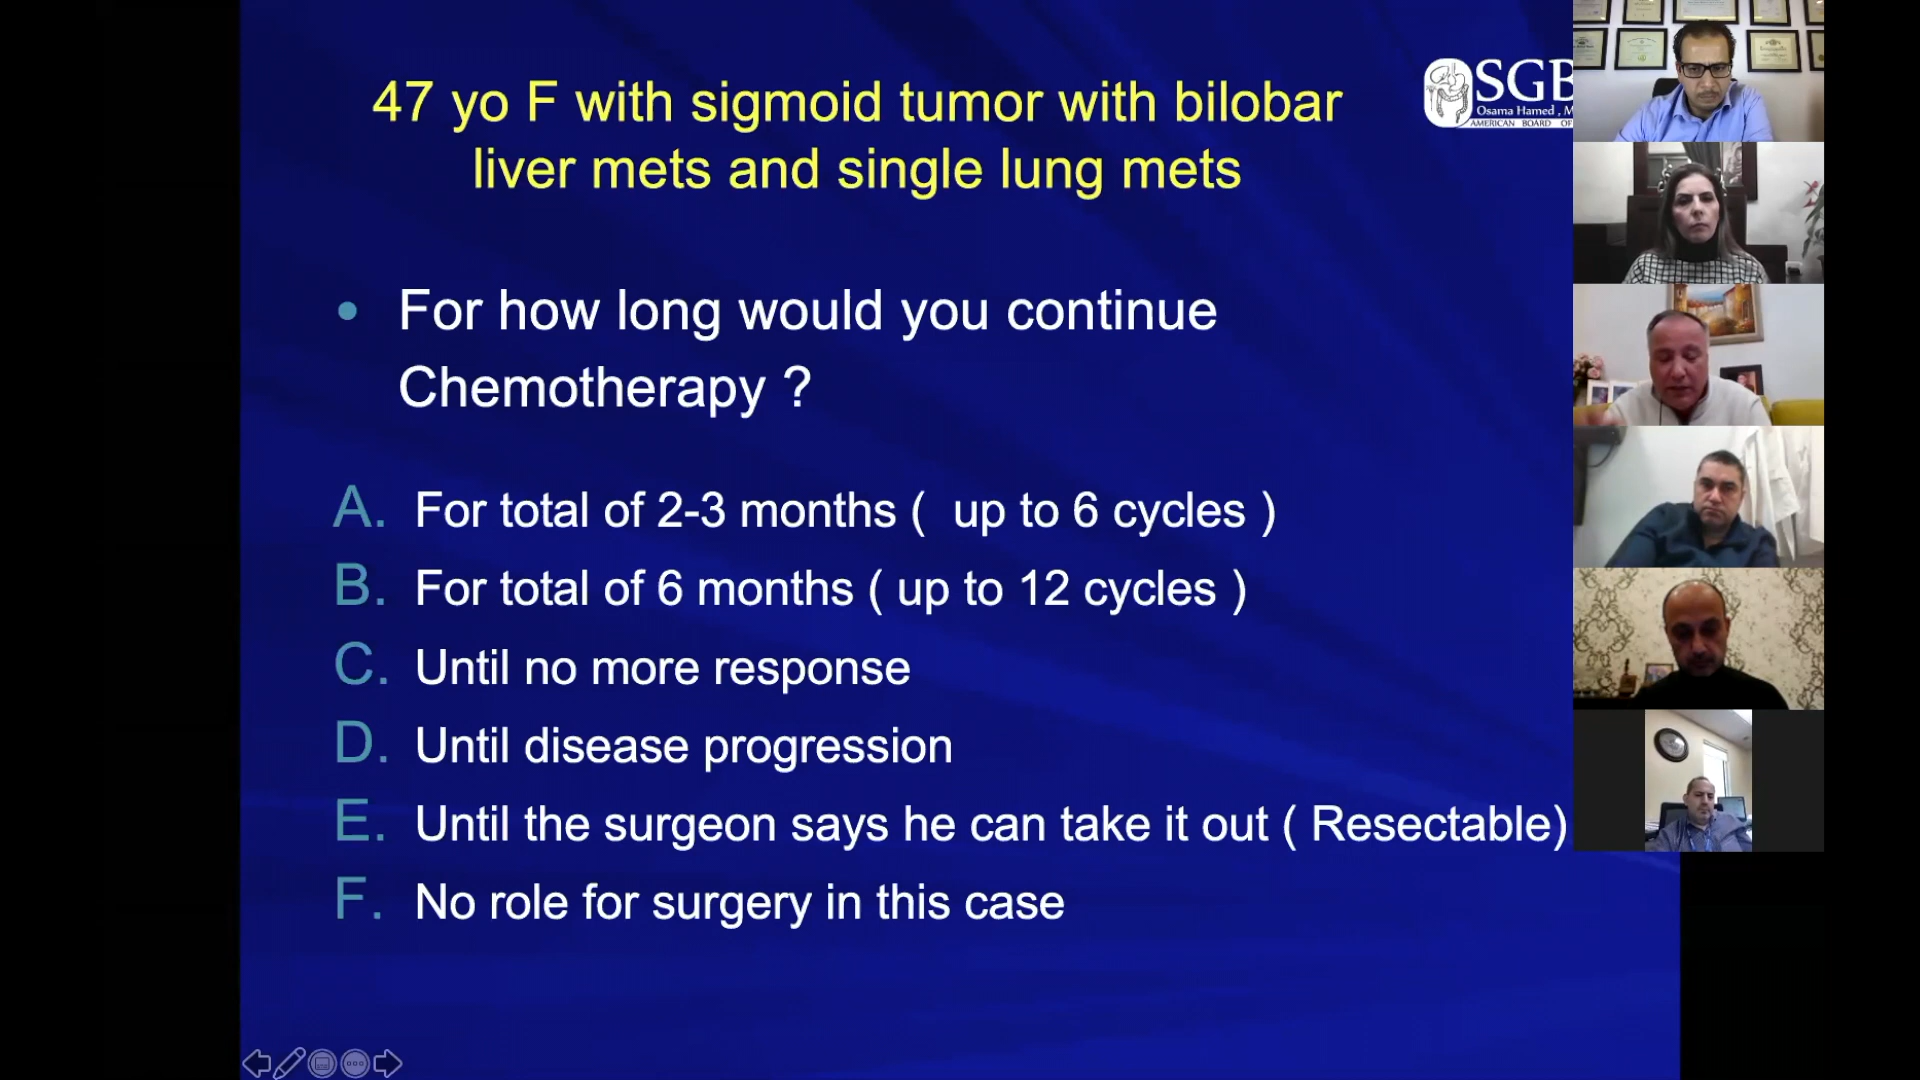 47 yo F with sigmoid tumor with bilobar
liver mets and single lung mets
SGB
Osama Hamed , M
AMERICAN BOARD OF
• For how long would you continue
Chemotherapy ?
A. For total of 2-3 months ( up to 6 cycles )
B. For total of 6 months ( up to 12 cycles )
C. Until no more response
D. Until disease progression
E. Until the surgeon says he can take it out ( Resectable)
F. No role for surgery in this case